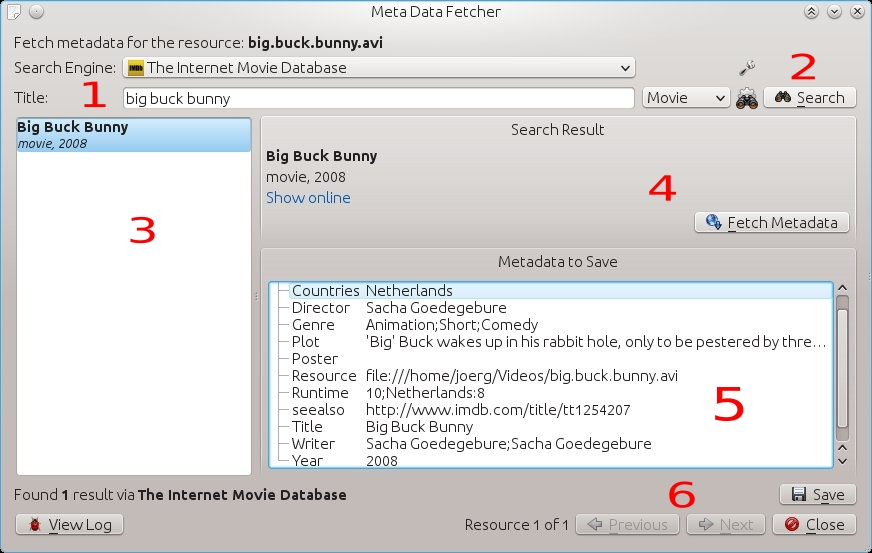 Meta Data Fetcher
Fetch metadata for the resource: big.buck.bunny.avi
Search Engine: IMDb The Internet Movie Database
2
Title: 1 big buck bunny Movie Search
Big Buck Bunny
movie, 2008
3
Search Result
Big Buck Bunny
movie, 2008
Show online
4
Fetch Metadata
Metadata to Save
Countries Netherlands
Director Sacha Goedegebure
Genre Animation;Short;Comedy
Plot 'Big' Buck wakes up in his rabbit hole, only to be pestered by thre...
Poster
Resource file:///home/joerg/Videos/big.buck.bunny.avi
Runtime 10;Netherlands:8
seealso http://www.imdb.com/title/tt1254207
Title Big Buck Bunny
Writer Sacha Goedegebure;Sacha Goedegebure
Year 2008
5
Found 1 result via The Internet Movie Database
6
Save
View Log
Resource 1 of 1 Previous Next Close